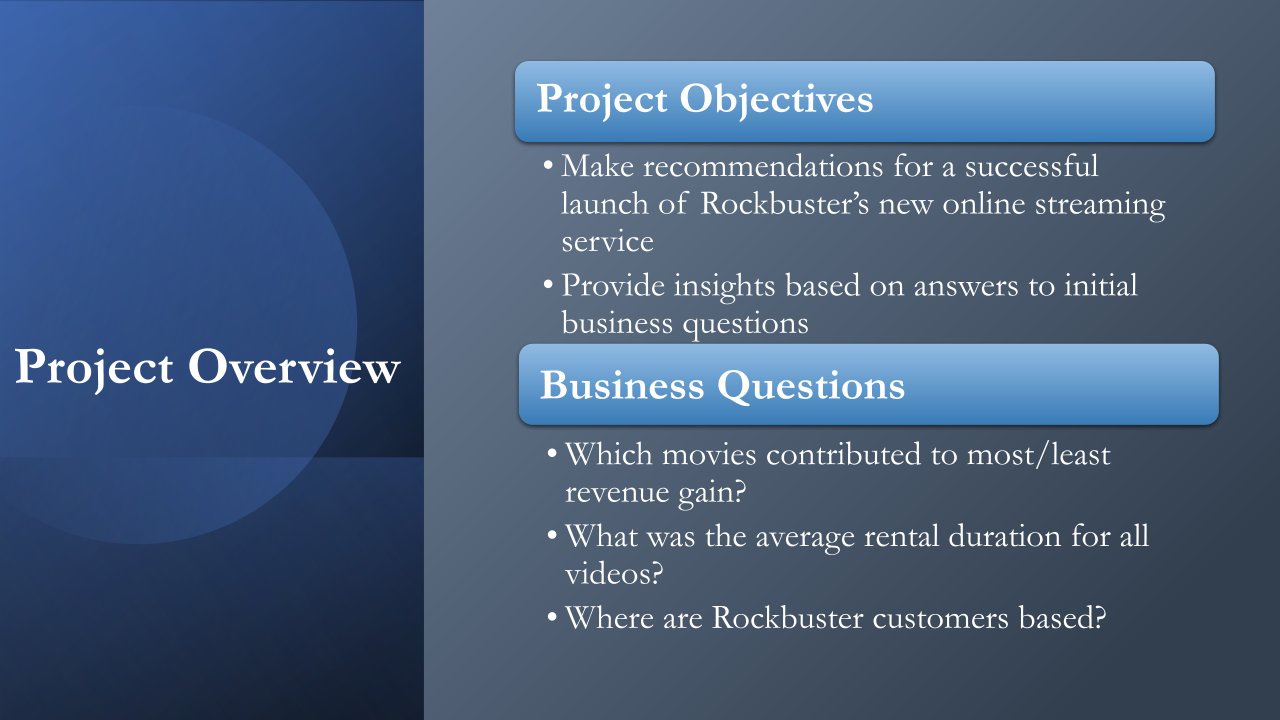 Project Overview
Project Objectives
• Make recommendations for a successful
launch of Rockbuster’s new online streaming
service
• Provide insights based on answers to initial
business questions
Business Questions
• Which movies contributed to most/least
revenue gain?
• What was the average rental duration for all
videos?
• Where are Rockbuster customers based?